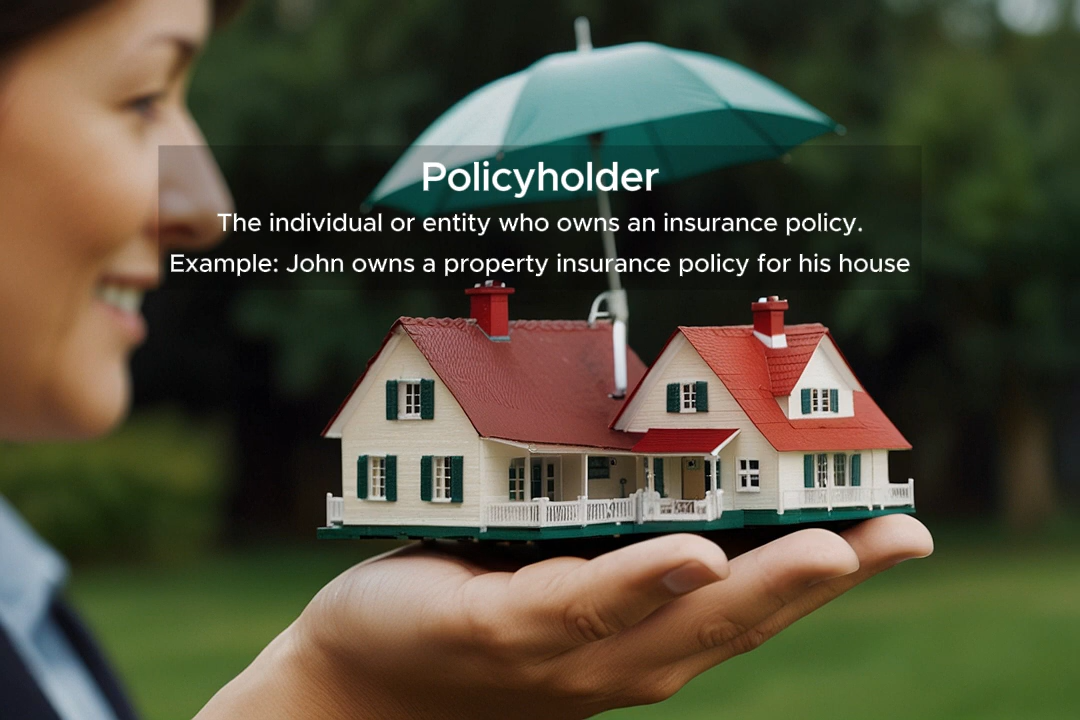 Policyholder
The individual or entity who owns an insurance policy.
Example: John owns a property insurance policy for his house